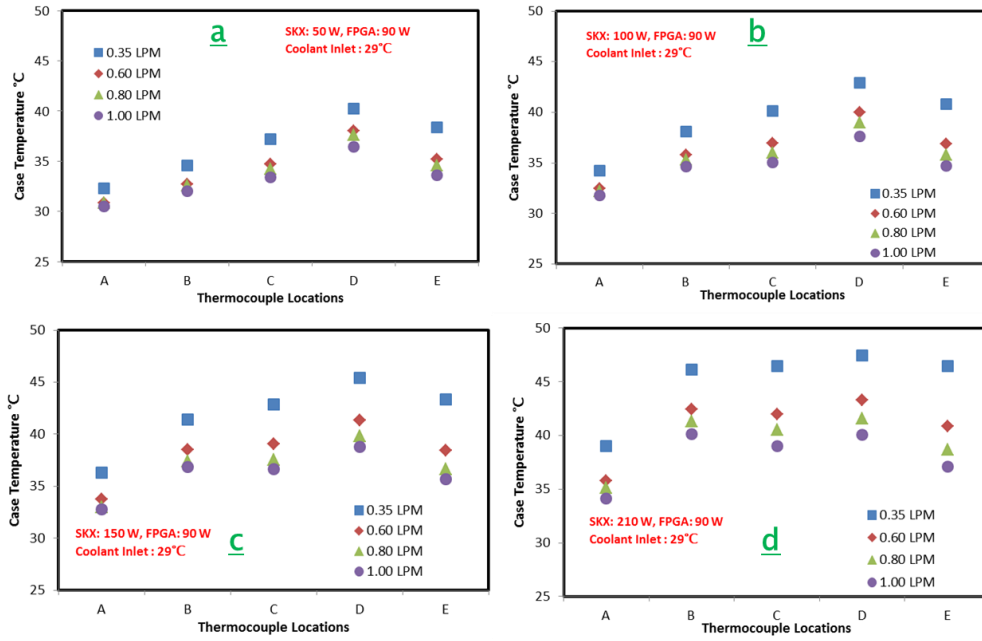 a
SKX: 50 W, FPGA: 90 W
Coolant Inlet : 29℃
0.35 LPM
0.60 LPM
0.80 LPM
1.00 LPM
Case Temperature ℃
50
45
40
35
30
25
A B C D E
Thermocouple Locations
b
SKX: 100 W, FPGA: 90 W
Coolant Inlet : 29℃
0.35 LPM
0.60 LPM
0.80 LPM
1.00 LPM
Case Temperature ℃
50
45
40
35
30
25
A B C D E
Thermocouple Locations
c
SKX: 150 W, FPGA: 90 W
Coolant Inlet : 29℃
0.35 LPM
0.60 LPM
0.80 LPM
1.00 LPM
Case Temperature ℃
50
45
40
35
30
25
A B C D E
Thermocouple Locations
d
SKX: 210 W, FPGA: 90 W
Coolant Inlet : 29℃
0.35 LPM
0.60 LPM
0.80 LPM
1.00 LPM
Case Temperature ℃
50
45
40
35
30
25
A B C D E
Thermocouple Locations